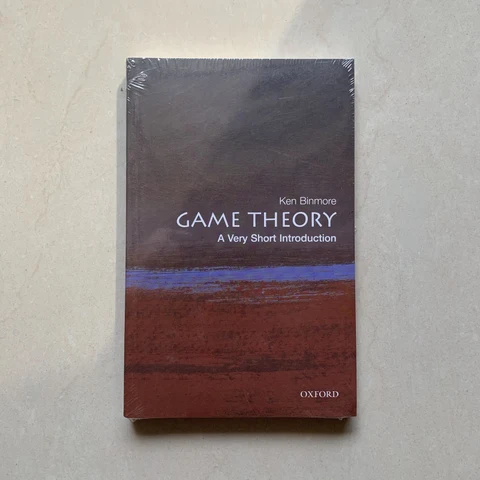 Ken Binmore
GAME THEORY
A Very Short Introduction
OXFORD